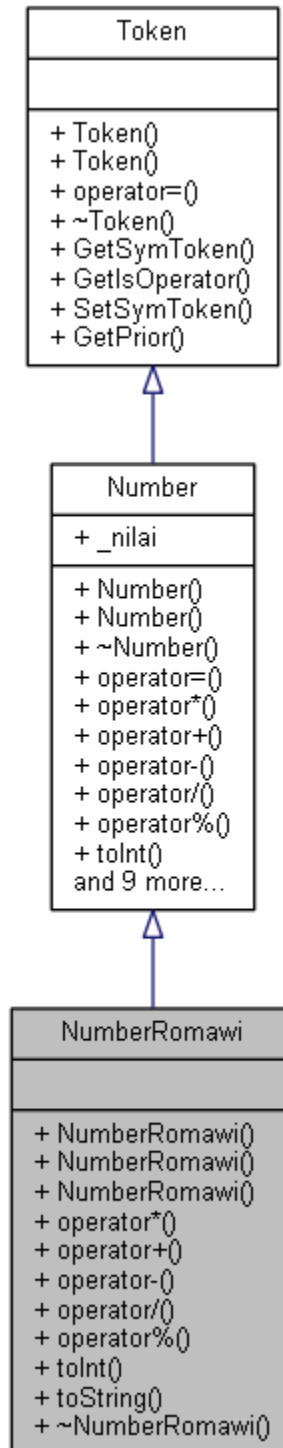 Token
+ Token()
+ Token()
+ operator=()
+ ~Token()
+ GetSymToken()
+ GetIsOperator()
+ SetSymToken()
+ GetPrior()
Number
+ _nilai
+ Number()
+ Number()
+ ~Number()
+ operator=()
+ operator*()
+ operator+()
+ operator-()
+ operator/()
+ operator%()
+ toInt()
and 9 more...
NumberRomawi
+ NumberRomawi()
+ NumberRomawi()
+ NumberRomawi()
+ operator*()
+ operator+()
+ operator-()
+ operator/()
+ operator%()
+ toInt()
+ toString()
+ ~NumberRomawi()